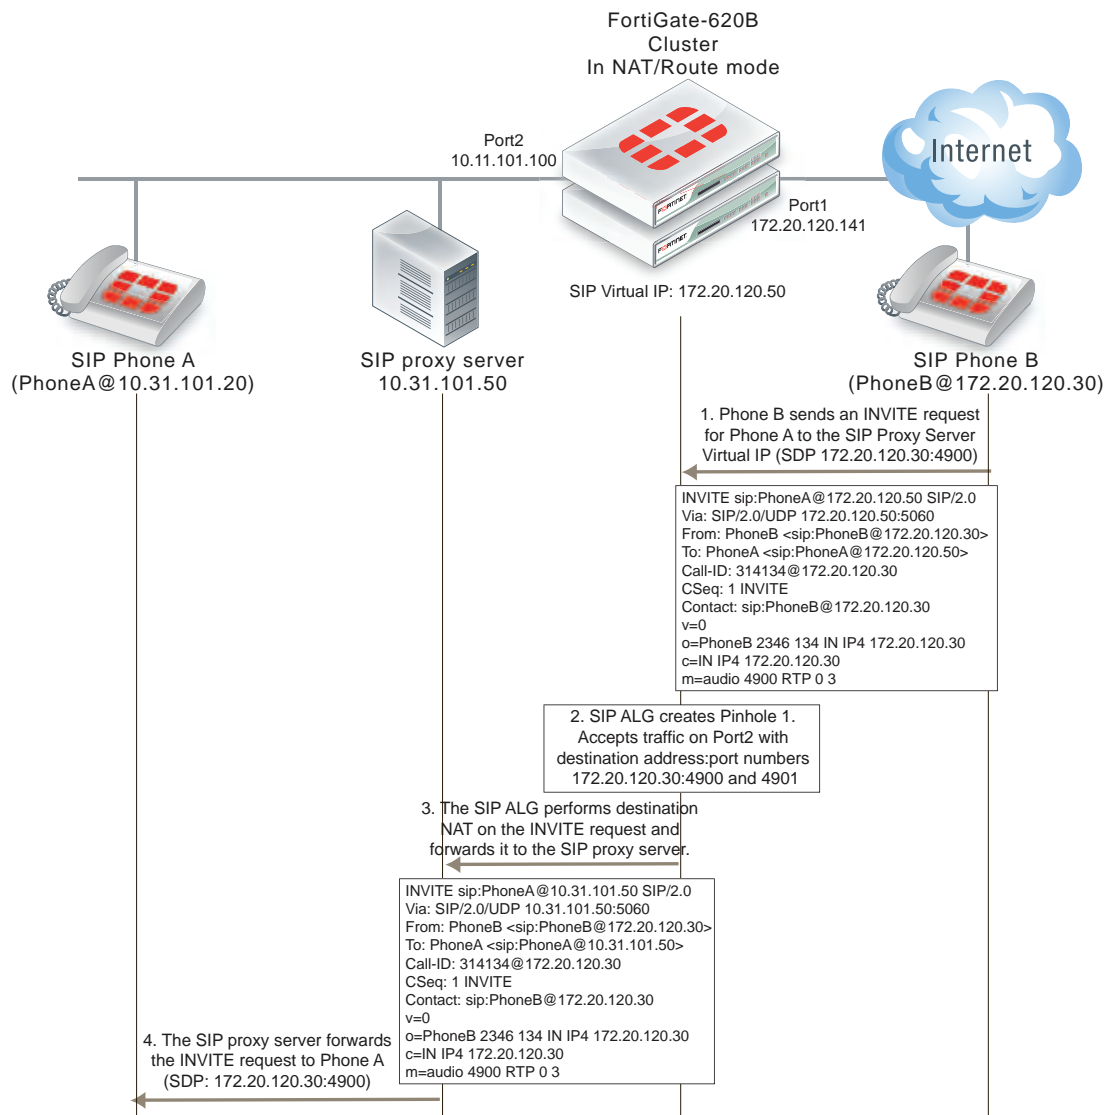 FortiGate-620B
Cluster
In NAT/Route mode
Port2
10.11.101.100
Internet
Port1
172.20.120.141
FORTINET
FORTINET
SIP Virtual IP: 172.20.120.50
SIP Phone A
(PhoneA@10.31.101.20)
SIP proxy server
10.31.101.50
SIP Phone B
(PhoneB@172.20.120.30)
1. Phone B sends an INVITE request
for Phone A to the SIP Proxy Server
Virtual IP (SDP 172.20.120.30:4900)
INVITE sip:PhoneA@172.20.120.50 SIP/2.0
Via: SIP/2.0/UDP 172.20.120.50:5060
From: PhoneB <sip:PhoneB@172.20.120.30>
To: PhoneA <sip:PhoneA@172.20.120.50>
Call-ID: 314134@172.20.120.30
CSeq: 1 INVITE
Contact: sip:PhoneB@172.20.120.30
v=0
o=PhoneB 2346 134 IN IP4 172.20.120.30
c=IN IP4 172.20.120.30
m=audio 4900 RTP 0 3
2. SIP ALG creates Pinhole 1.
Accepts traffic on Port2 with
destination address:port numbers
172.20.120.30:4900 and 4901
3. The SIP ALG performs destination
NAT on the INVITE request and
forwards it to the SIP proxy server.
INVITE sip:PhoneA@10.31.101.50 SIP/2.0
Via: SIP/2.0/UDP 10.31.101.50:5060
From: PhoneB <sip:PhoneB@172.20.120.30>
To: PhoneA <sip:PhoneA@10.31.101.50>
Call-ID: 314134@172.20.120.30
CSeq: 1 INVITE
Contact: sip:PhoneB@172.20.120.30
v=0
o=PhoneB 2346 134 IN IP4 172.20.120.30
c=IN IP4 172.20.120.30
m=audio 4900 RTP 0 3
4. The SIP proxy server forwards
the INVITE request to Phone A
(SDP: 172.20.120.30:4900)